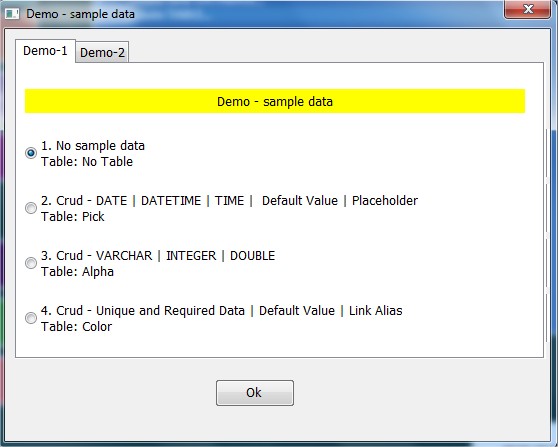 Demo - sample data
Demo-1
Demo-2
Demo - sample data
1. No sample data
Table: No Table
2. Crud - DATE | DATETIME | TIME |  Default Value | Placeholder
Table: Pick
3. Crud - VARCHAR | INTEGER | DOUBLE
Table: Alpha
4. Crud - Unique and Required Data | Default Value | Link Alias
Table: Color
Ok